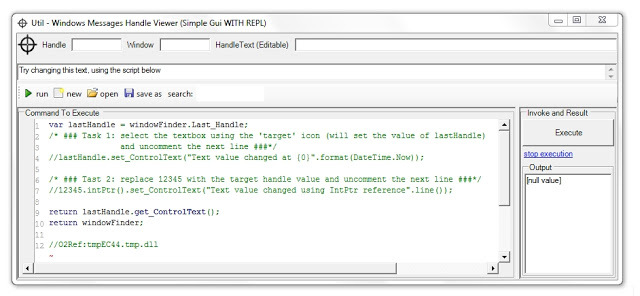 Util - Windows Messages Handle Viewer (Simple Gui WITH REPL)
Handle Window HandleText (Editable)
Try changing this text, using the script below
run new open save as search:
Command To Execute
1 var lastHandle = windowFinder.Last_Handle;
2 /* ### Task 1: select the textbox using the 'target' icon (will set the value of lastHandle)
3 and uncomment the next line ###*/
4 //lastHandle.set_ControlText("Text value changed at {0}".format(DateTime.Now));
5
6 /* ### Tast 2: replace 12345 with the target handle value and uncomment the next line ###*/
7 //12345.intPtr().set_ControlText("Text value changed using IntPtr reference".line());
8
9 return lastHandle.get_ControlText();
10 return windowFinder;
11
12 //O2Ref:tmpEC44.tmp.dll
~
Invoke and Result
Execute
stop execution
Output
[null value]